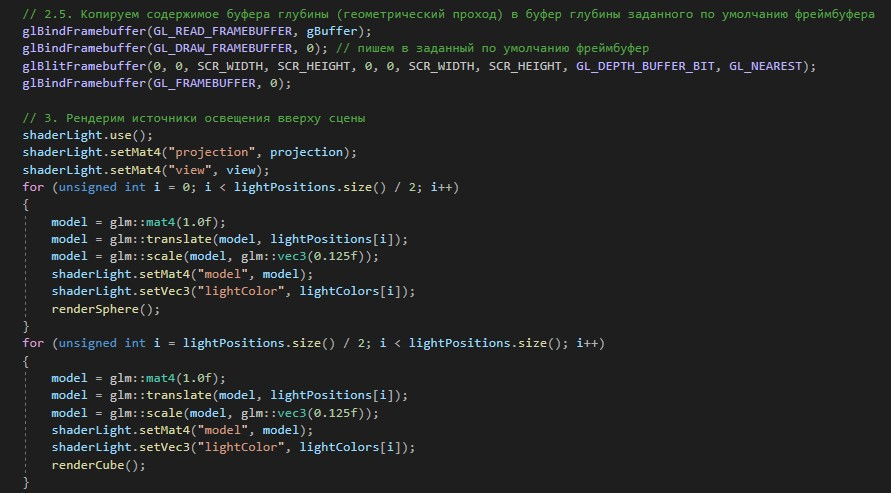 // 2.5. Копируем содержимое буфера глубины (геометрический проход) в буфер глубины заданного по умолчанию фреймбуфера
glBindFramebuffer(GL_READ_FRAMEBUFFER, gBuffer);
glBindFramebuffer(GL_DRAW_FRAMEBUFFER, 0); // пишем в заданный по умолчанию фреймбуфер
glBlitFramebuffer(0, 0, SCR_WIDTH, SCR_HEIGHT, 0, 0, SCR_WIDTH, SCR_HEIGHT, GL_DEPTH_BUFFER_BIT, GL_NEAREST);
glBindFramebuffer(GL_FRAMEBUFFER, 0);

// 3. Рендерим источники освещения вверху сцены
shaderLight.use();
shaderLight.setMat4("projection", projection);
shaderLight.setMat4("view", view);
for (unsigned int i = 0; i < lightPositions.size() / 2; i++)
{
    model = glm::mat4(1.0f);
    model = glm::translate(model, lightPositions[i]);
    model = glm::scale(model, glm::vec3(0.125f));
    shaderLight.setMat4("model", model);
    shaderLight.setVec3("lightColor", lightColors[i]);
    renderSphere();
}
for (unsigned int i = lightPositions.size() / 2; i < lightPositions.size(); i++)
{
    model = glm::mat4(1.0f);
    model = glm::translate(model, lightPositions[i]);
    model = glm::scale(model, glm::vec3(0.125f));
    shaderLight.setMat4("model", model);
    shaderLight.setVec3("lightColor", lightColors[i]);
    renderCube();
}